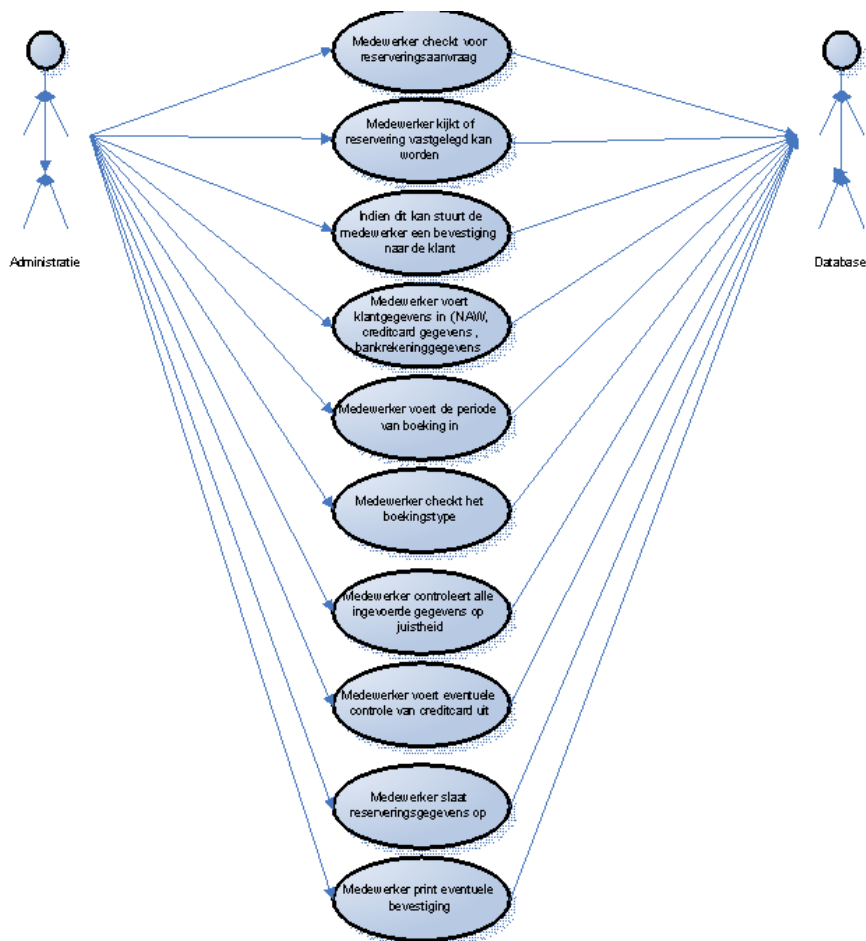 Medewerker checkt voor
reserveringsaanvraag
Medewerker kijkt of
reservering vastgelegd kan
worden
Indien dit kan stuurt de
medewerker een bevestiging
naar de klant
Administratie
Database
Medewerker voert
klantgegevens in (NAW,
creditcard gegevens ,
bankrekeninggegevens
Medewerker voert de periode
van boeking in
Medewerker checkt het
boekingstype
Medewerker controleert alle
ingevoerde gegevens op
juistheid
Medewerker voert eventuele
controle van creditcard uit
Medewerker slaat
reserveringsgegevens op
Medewerker print eventuele
bevestiging